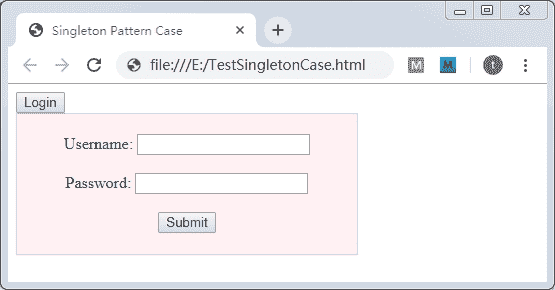 Singleton Pattern Case
file:///E:/TestSingletonCase.html
M M t
Login
Username:
Password:
Submit